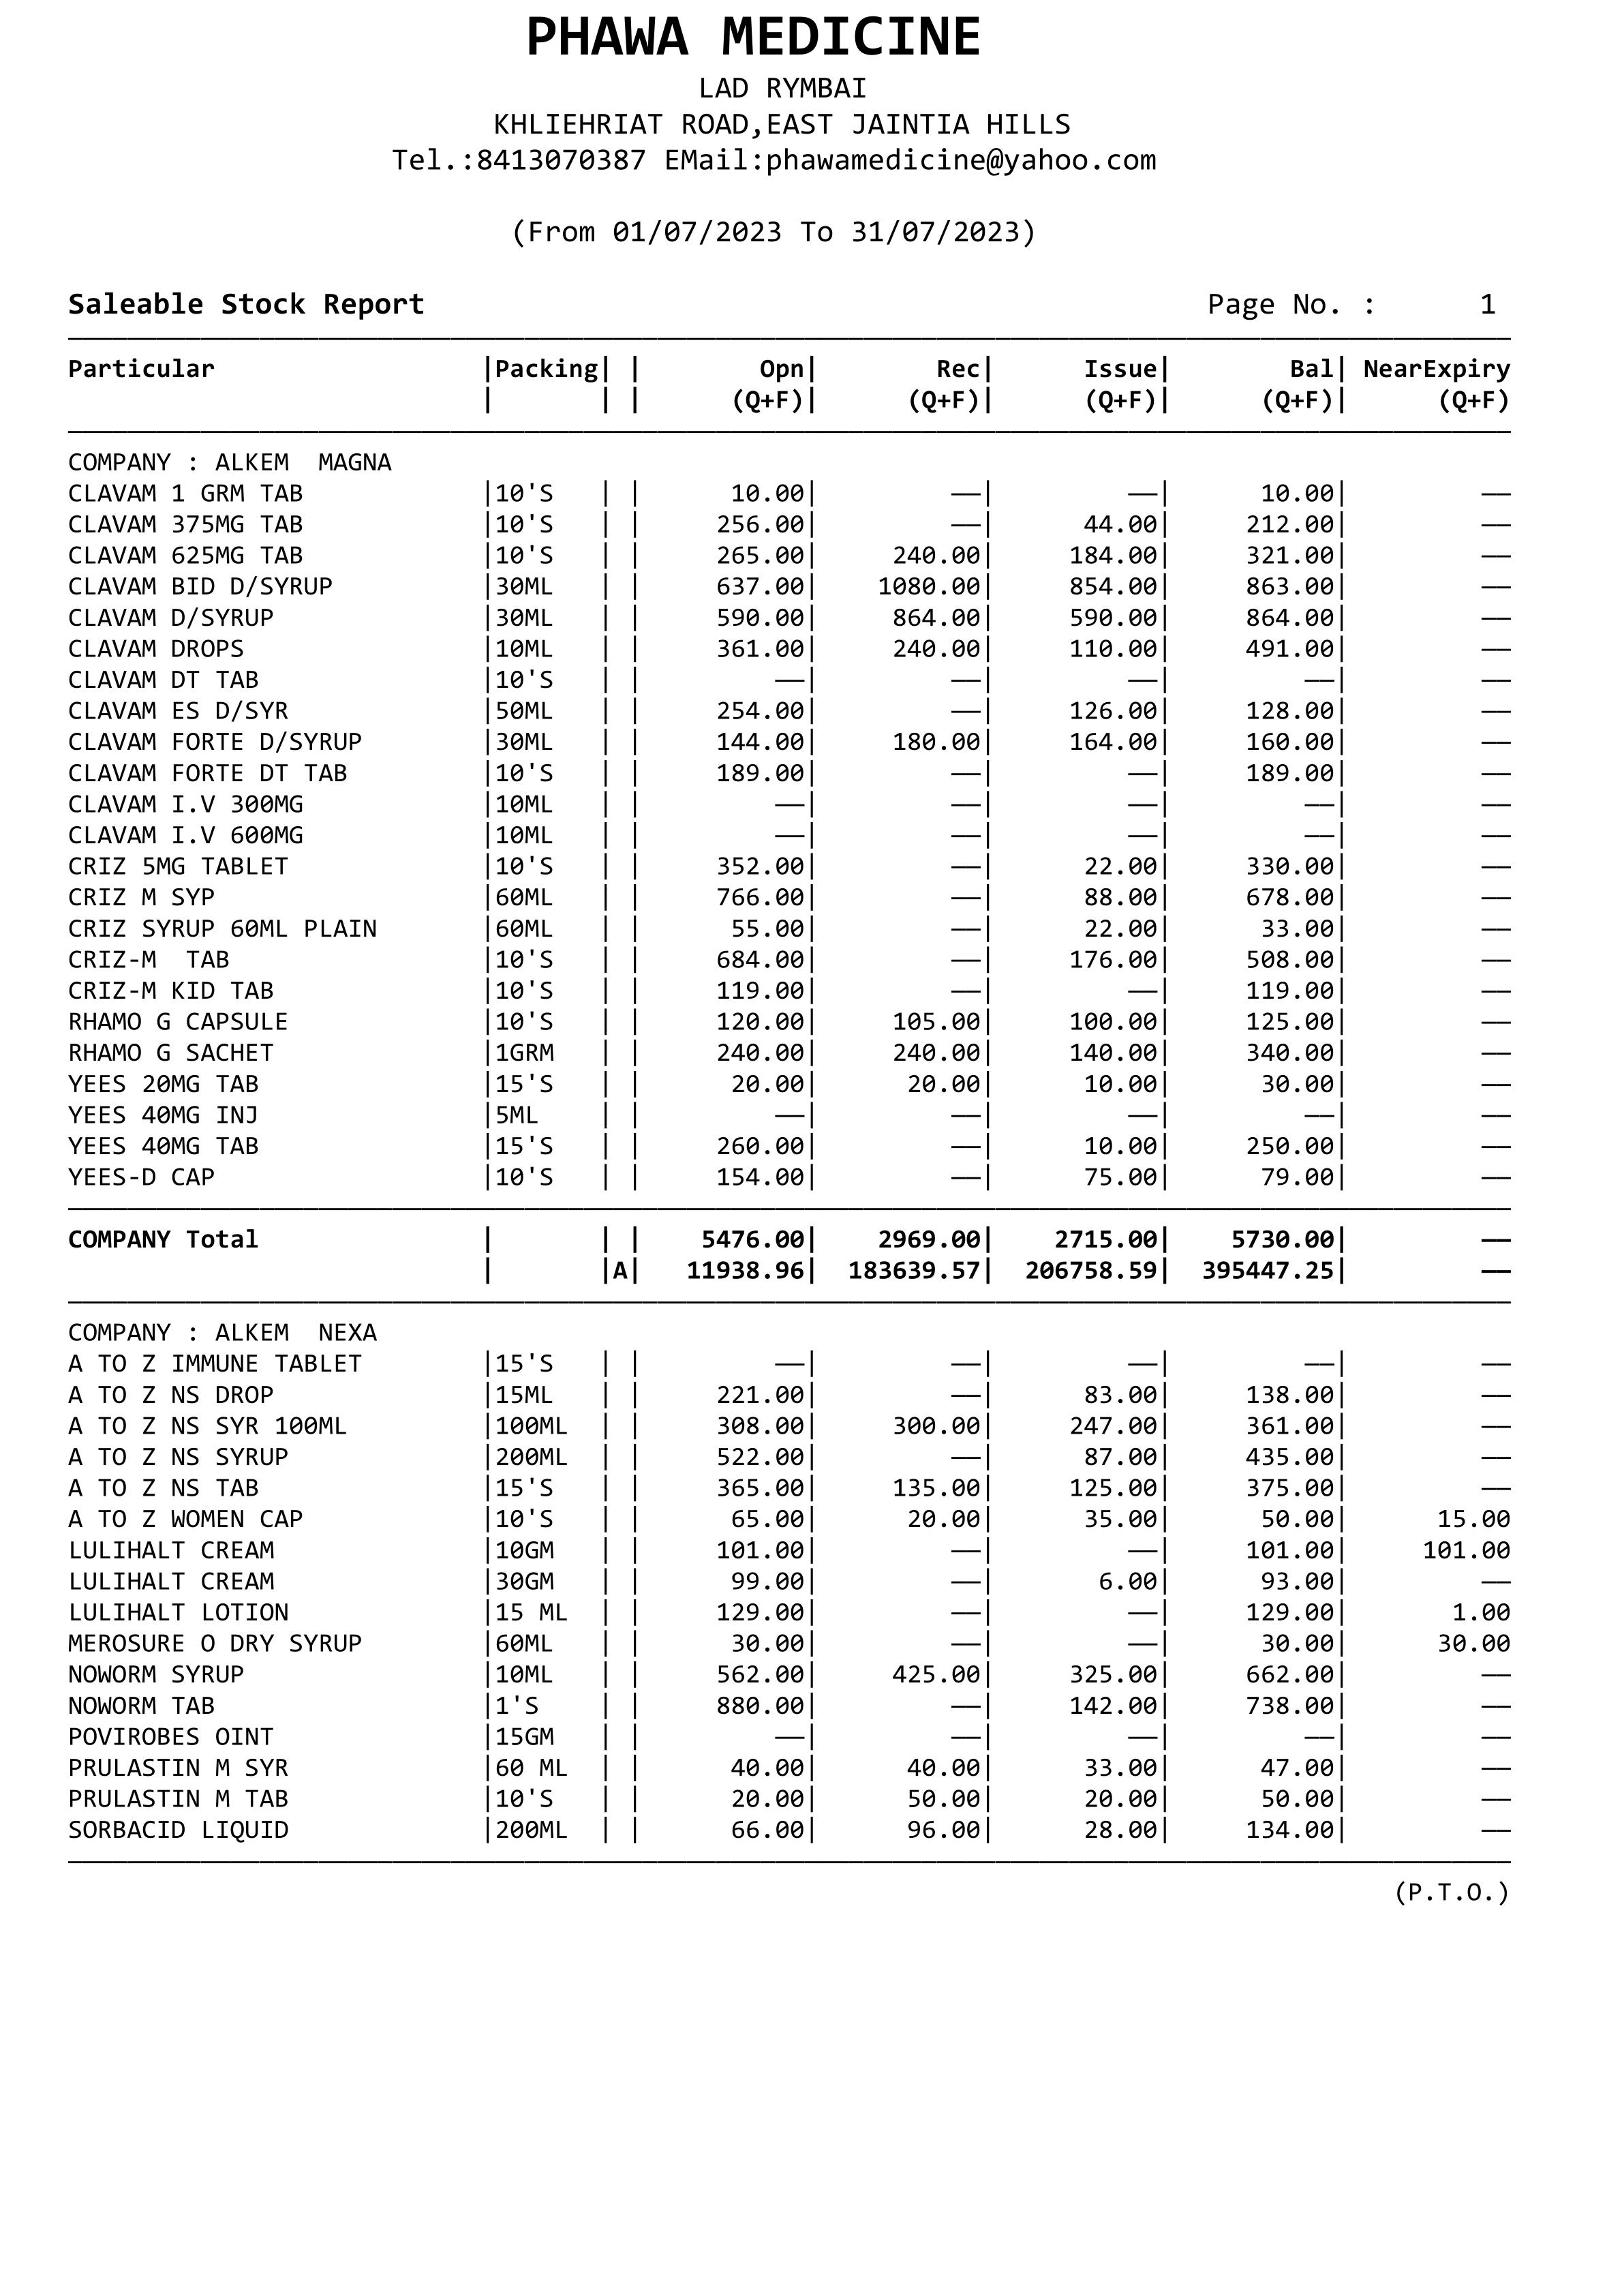 PHAWA MEDICINE
LAD RYMBAI
KHLIEHRIAT ROAD,EAST JAINTIA HILLS
Tel.:8413070387 EMail:phawamedicine@yahoo.com
(From 01/07/2023 To 31/07/2023)
Saleable Stock Report Page No. : 1
Particular |Packing| | Opn| Rec| Issue| Bal| NearExpiry
| | | (Q+F)| (Q+F)| (Q+F)| (Q+F)| (Q+F)
COMPANY : ALKEM  MAGNA
CLAVAM 1 GRM TAB |10'S | | 10.00| ——| ——| 10.00| ——
CLAVAM 375MG TAB |10'S | | 256.00| ——| 44.00| 212.00| ——
CLAVAM 625MG TAB |10'S | | 265.00| 240.00| 184.00| 321.00| ——
CLAVAM BID D/SYRUP |30ML | | 637.00| 1080.00| 854.00| 863.00| ——
CLAVAM D/SYRUP |30ML | | 590.00| 864.00| 590.00| 864.00| ——
CLAVAM DROPS |10ML | | 361.00| 240.00| 110.00| 491.00| ——
CLAVAM DT TAB |10'S | | ——| ——| ——| ——| ——
CLAVAM ES D/SYR |50ML | | 254.00| ——| 126.00| 128.00| ——
CLAVAM FORTE D/SYRUP |30ML | | 144.00| 180.00| 164.00| 160.00| ——
CLAVAM FORTE DT TAB |10'S | | 189.00| ——| ——| 189.00| ——
CLAVAM I.V 300MG |10ML | | ——| ——| ——| ——| ——
CLAVAM I.V 600MG |10ML | | ——| ——| ——| ——| ——
CRIZ 5MG TABLET |10'S | | 352.00| ——| 22.00| 330.00| ——
CRIZ M SYP |60ML | | 766.00| ——| 88.00| 678.00| ——
CRIZ SYRUP 60ML PLAIN |60ML | | 55.00| ——| 22.00| 33.00| ——
CRIZ-M  TAB |10'S | | 684.00| ——| 176.00| 508.00| ——
CRIZ-M KID TAB |10'S | | 119.00| ——| ——| 119.00| ——
RHAMO G CAPSULE |10'S | | 120.00| 105.00| 100.00| 125.00| ——
RHAMO G SACHET |1GRM | | 240.00| 240.00| 140.00| 340.00| ——
YEES 20MG TAB |15'S | | 20.00| 20.00| 10.00| 30.00| ——
YEES 40MG INJ |5ML | | ——| ——| ——| ——| ——
YEES 40MG TAB |15'S | | 260.00| ——| 10.00| 250.00| ——
YEES-D CAP |10'S | | 154.00| ——| 75.00| 79.00| ——
COMPANY Total | | | 5476.00| 2969.00| 2715.00| 5730.00| ——
| |A| 11938.96| 183639.57| 206758.59| 395447.25| ——
COMPANY : ALKEM  NEXA
A TO Z IMMUNE TABLET |15'S | | ——| ——| ——| ——| ——
A TO Z NS DROP |15ML | | 221.00| ——| 83.00| 138.00| ——
A TO Z NS SYR 100ML |100ML | | 308.00| 300.00| 247.00| 361.00| ——
A TO Z NS SYRUP |200ML | | 522.00| ——| 87.00| 435.00| ——
A TO Z NS TAB |15'S | | 365.00| 135.00| 125.00| 375.00| ——
A TO Z WOMEN CAP |10'S | | 65.00| 20.00| 35.00| 50.00| 15.00
LULIHALT CREAM |10GM | | 101.00| ——| ——| 101.00| 101.00
LULIHALT CREAM |30GM | | 99.00| ——| 6.00| 93.00| ——
LULIHALT LOTION |15 ML | | 129.00| ——| ——| 129.00| 1.00
MEROSURE O DRY SYRUP |60ML | | 30.00| ——| ——| 30.00| 30.00
NOWORM SYRUP |10ML | | 562.00| 425.00| 325.00| 662.00| ——
NOWORM TAB |1'S | | 880.00| ——| 142.00| 738.00| ——
POVIROBES OINT |15GM | | ——| ——| ——| ——| ——
PRULASTIN M SYR |60 ML | | 40.00| 40.00| 33.00| 47.00| ——
PRULASTIN M TAB |10'S | | 20.00| 50.00| 20.00| 50.00| ——
SORBACID LIQUID |200ML | | 66.00| 96.00| 28.00| 134.00| ——
(P.T.O.)